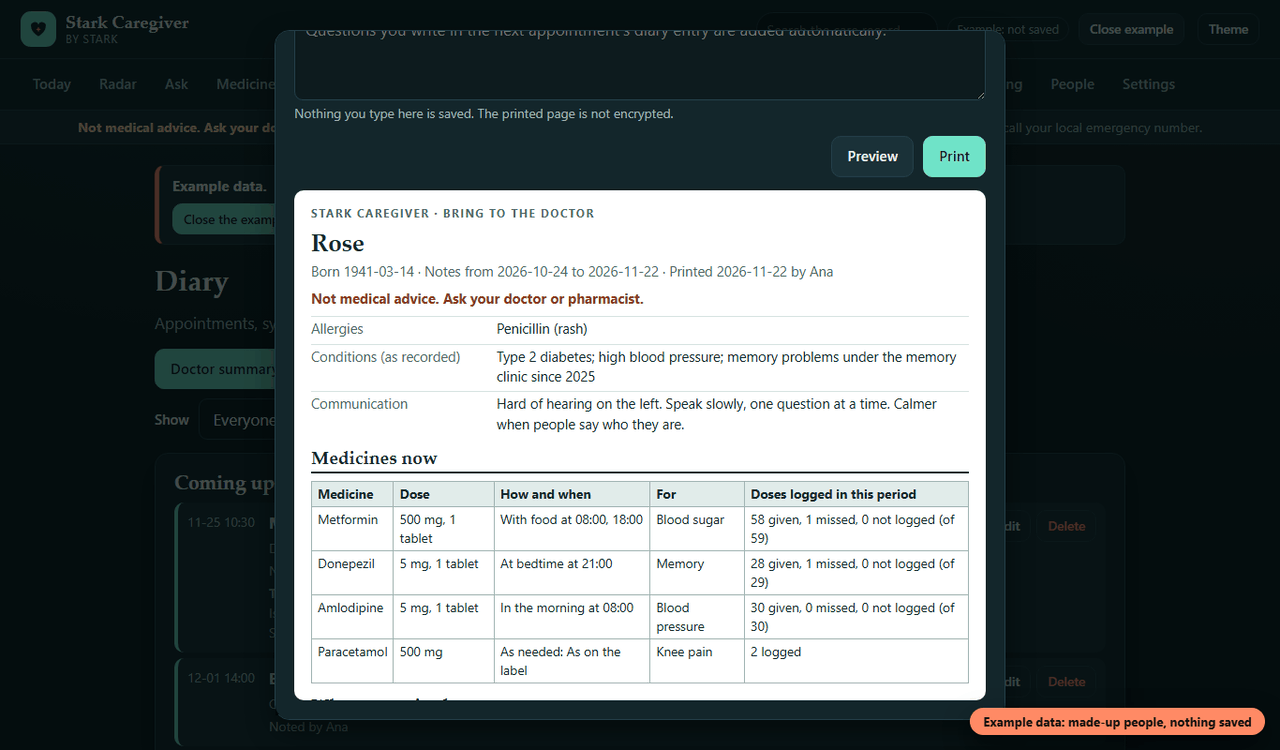 Stark Caregiver
BY STARK
Example: not saved
Close example
Theme
Today Radar Ask Medicine
ng People Settings
Not medical advice. Ask your do
call your local emergency number.
Example data.
Close the examp
Diary
Appointments, sy
Doctor summary
Show Everyone
Coming up
11-25 10:30
dit Delete
12-01 14:00
dit Delete
Noted by Ana
Questions you write in the next appointment's diary entry are added automatically.
Nothing you type here is saved. The printed page is not encrypted.
Preview Print
STARK CAREGIVER · BRING TO THE DOCTOR
Rose
Born 1941-03-14 · Notes from 2026-10-24 to 2026-11-22 · Printed 2026-11-22 by Ana
Not medical advice. Ask your doctor or pharmacist.
Allergies Penicillin (rash)
Conditions (as recorded) Type 2 diabetes; high blood pressure; memory problems under the memory
clinic since 2025
Communication Hard of hearing on the left. Speak slowly, one question at a time. Calmer
when people say who they are.
Medicines now
Medicine Dose How and when For Doses logged in this period
Metformin 500 mg, 1 With food at 08:00, 18:00 Blood sugar 58 given, 1 missed, 0 not logged (of
tablet 59)
Donepezil 5 mg, 1 tablet At bedtime at 21:00 Memory 28 given, 1 missed, 0 not logged (of
29)
Amlodipine 5 mg, 1 tablet In the morning at 08:00 Blood 30 given, 0 missed, 0 not logged (of
pressure 30)
Paracetamol 500 mg As needed: As on the Knee pain 2 logged
label
Example data: made-up people, nothing saved